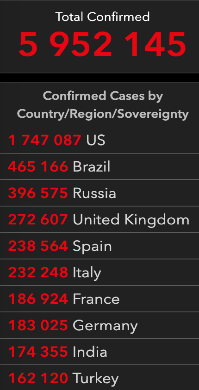 Total Confirmed
5 952 145
Confirmed Cases by
Country/Region/Sovereignty
1 747 087 US
465 166 Brazil
396 575 Russia
272 607 United Kingdom
238 564 Spain
232 248 Italy
186 924 France
183 025 Germany
174 355 India
162 120 Turkey